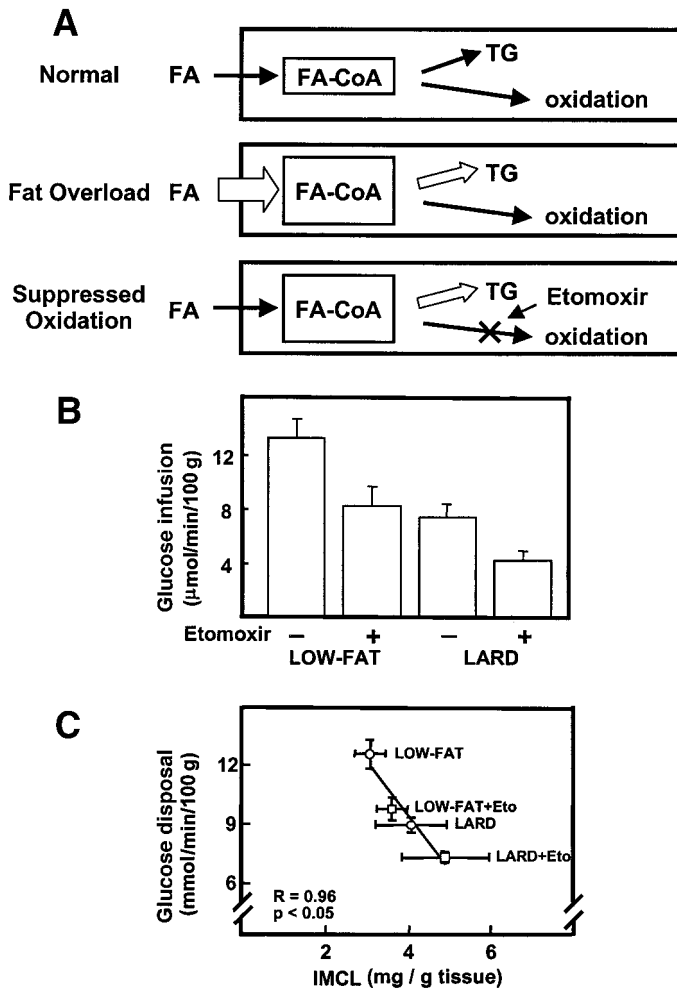 A
Normal FA FA-CoA TG
oxidation
Fat Overload FA FA-CoA TG
oxidation
Suppressed
Oxidation FA FA-CoA TG Etomoxir
oxidation
B
Glucose infusion
(μmol/min/100 g)
12
8
4
Etomoxir − + − +
LOW-FAT LARD
C
Glucose disposal
(mmol/min/100 g)
12
9
6
LOW-FAT
LOW-FAT+Eto
LARD
LARD+Eto
R = 0.96
p < 0.05
2 4 6
IMCL (mg / g tissue)